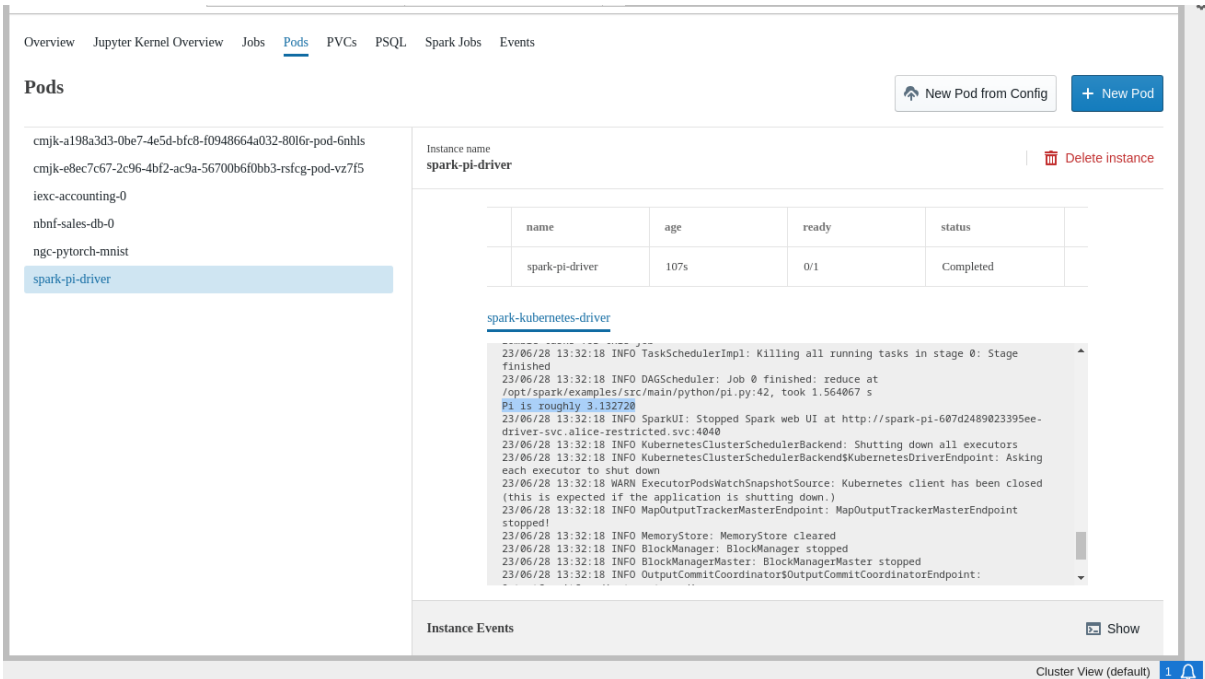 Overview Jupyter Kernel Overview Jobs Pods PVCs PSQL Spark Jobs Events
Pods
New Pod from Config
+ New Pod
cmjk-a198a3d3-0be7-4e5d-bfc8-f0948664a032-80l6r-pod-6nhls
cmjk-e8ec7c67-2c96-4bf2-ac9a-56700b6f0bb3-rsfcg-pod-vz7f5
iexc-accounting-0
nbnf-sales-db-0
ngc-pytorch-mnist
spark-pi-driver
Instance name
spark-pi-driver
Delete instance
name age ready status
spark-pi-driver 107s 0/1 Completed
spark-kubernetes-driver
23/06/28 13:32:18 INFO TaskSchedulerImpl: Killing all running tasks in stage 0: Stage
finished
23/06/28 13:32:18 INFO DAGScheduler: Job 0 finished: reduce at
/opt/spark/examples/src/main/python/pi.py:42, took 1.564067 s
Pi is roughly 3.132720
23/06/28 13:32:18 INFO SparkUI: Stopped Spark web UI at http://spark-pi-607d2489023395ee-
driver-svc.alice-restricted.svc:4040
23/06/28 13:32:18 INFO KubernetesClusterSchedulerBackend: Shutting down all executors
23/06/28 13:32:18 INFO KubernetesClusterSchedulerBackend$KubernetesDriverEndpoint: Asking
each executor to shut down
23/06/28 13:32:18 WARN ExecutorPodsWatchSnapshotSource: Kubernetes client has been closed
(this is expected if the application is shutting down.)
23/06/28 13:32:18 INFO MapOutputTrackerMasterEndpoint: MapOutputTrackerMasterEndpoint
stopped!
23/06/28 13:32:18 INFO MemoryStore: MemoryStore cleared
23/06/28 13:32:18 INFO BlockManager: BlockManager stopped
23/06/28 13:32:18 INFO BlockManagerMaster: BlockManagerMaster stopped
23/06/28 13:32:18 INFO OutputCommitCoordinator$OutputCommitCoordinatorEndpoint:
Instance Events
Show
Cluster View (default) 1